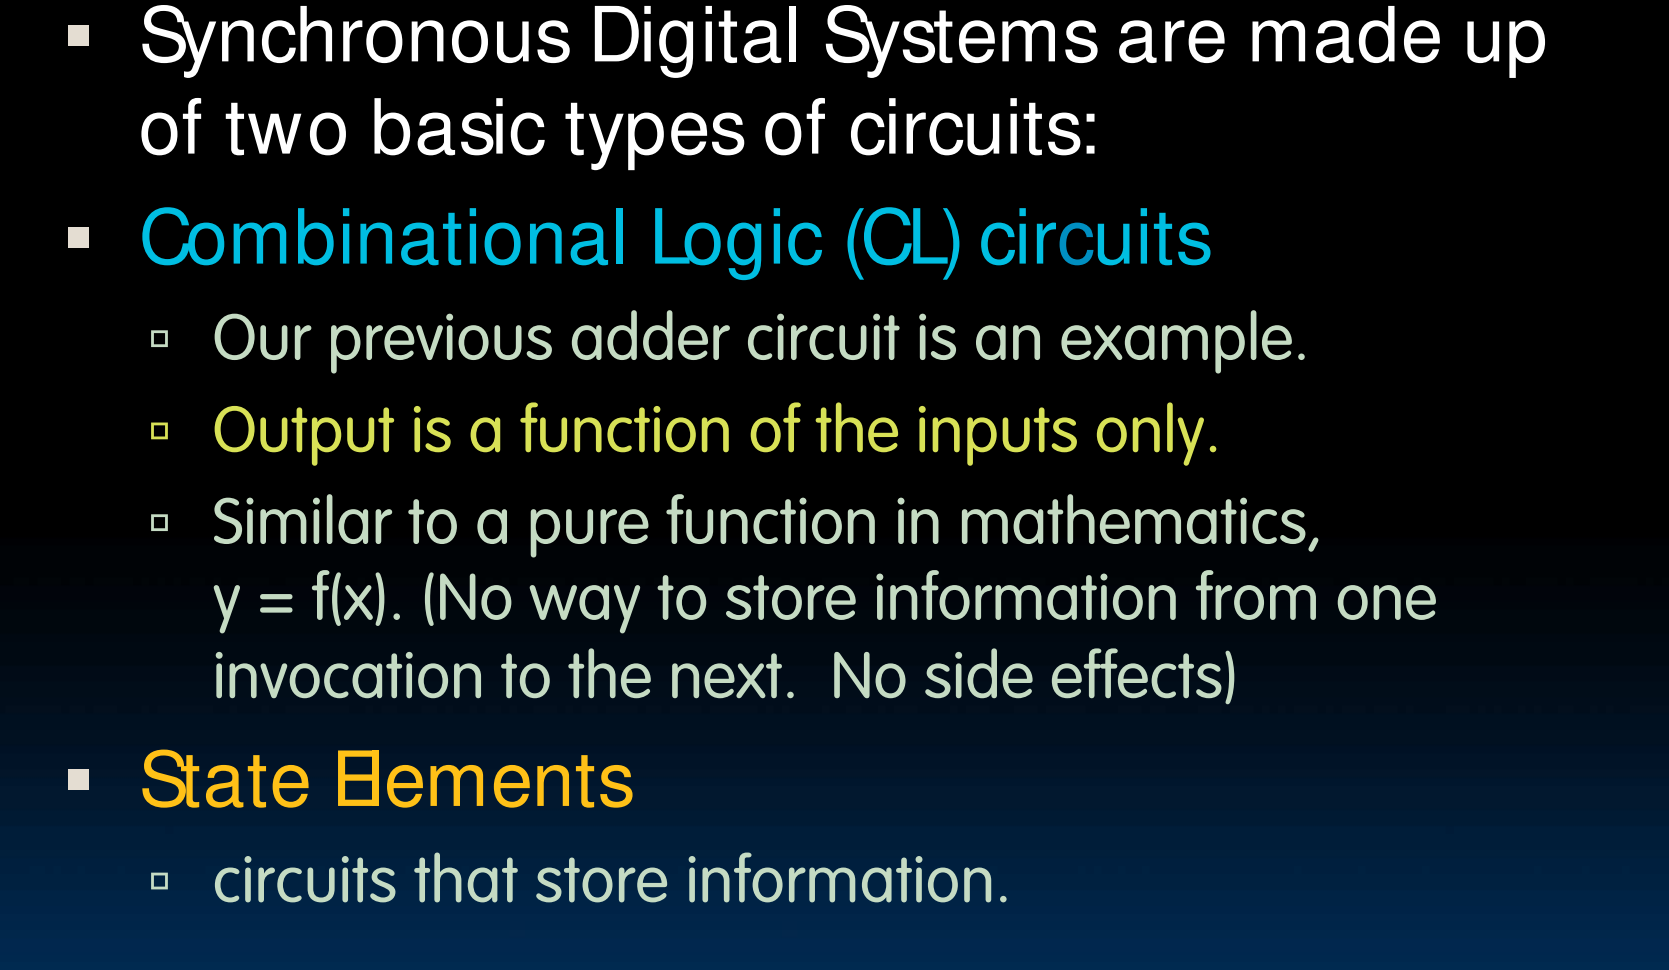 Synchronous Digital Systems are made up
of two basic types of circuits:
Combinational Logic (CL) circuits
Our previous adder circuit is an example.
Output is a function of the inputs only.
Similar to a pure function in mathematics,
y = f(x). (No way to store information from one
invocation to the next.  No side effects)
State Elements
circuits that store information.